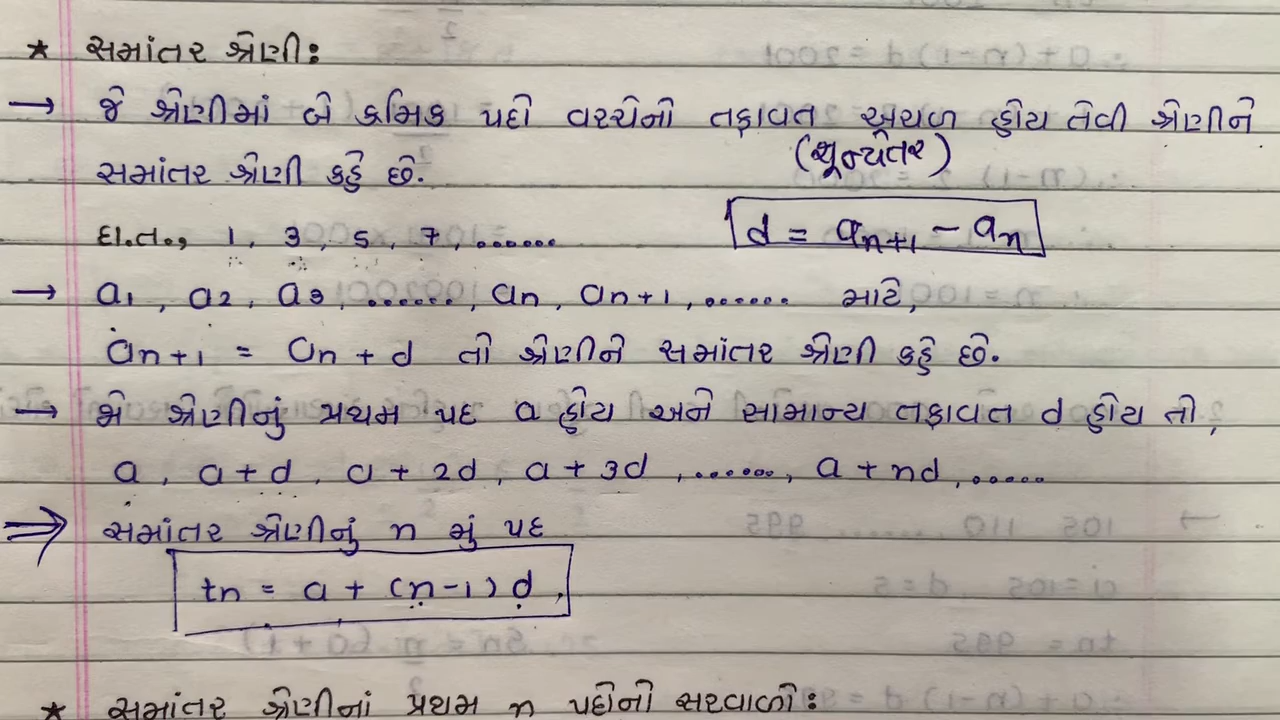 ★ સમાંતર શ્રેણી:
→ જે શ્રેણીમાં બે ક્રમિક પદો વચ્ચેનો તફાવત અચળ હોય તેવી શ્રેણીને
(શૂન્યેતર)
સમાંતર શ્રેણી કહે છે.
દા.ત., 1, 3, 5, 7, ......
d = an+1 - an
→ a1, a2, a3, ......, an, an+1, ...... માટે,
an+1 = an + d તો શ્રેણીને સમાંતર શ્રેણી કહે છે.
→ જો શ્રેણીનું પ્રથમ પદ a હોય અને સામાન્ય તફાવત d હોય તો,
a, a+d, a+2d, a+3d, ......, a+nd, .....
⇒ સમાંતર શ્રેણીનું n મું પદ
tn = a + (n-1) d.
★ સમાંતર શ્રેણીનાં પ્રથમ n પદોનો સરવાળો: